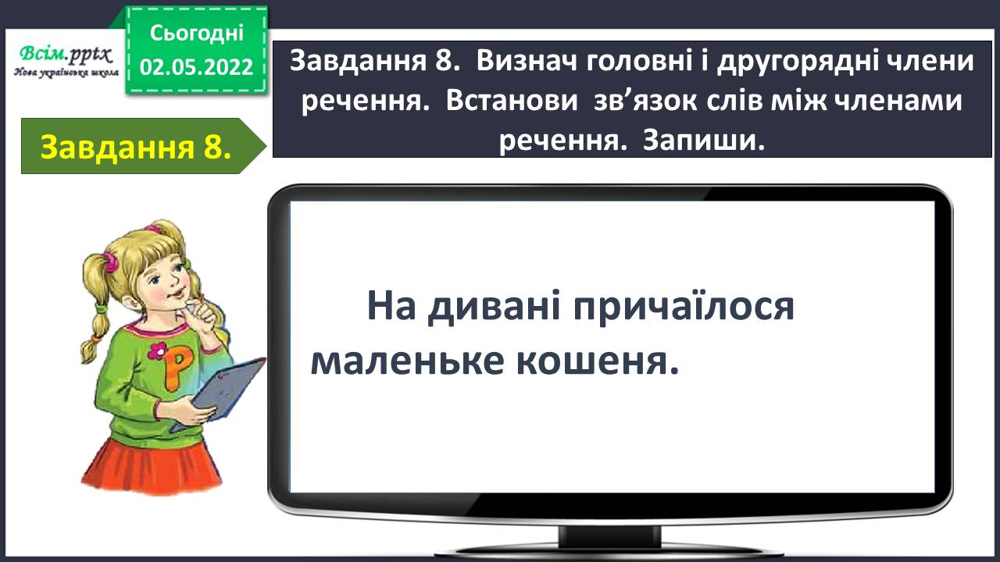 Сьогодні
02.05.2022
Всім.pptx
Нова українська школа
Завдання 8. Визнач головні і другорядні члени
речення. Встанови зв’язок слів між членами
речення. Запиши.
Завдання 8.
На дивані причаїлося
маленьке кошеня.
Р